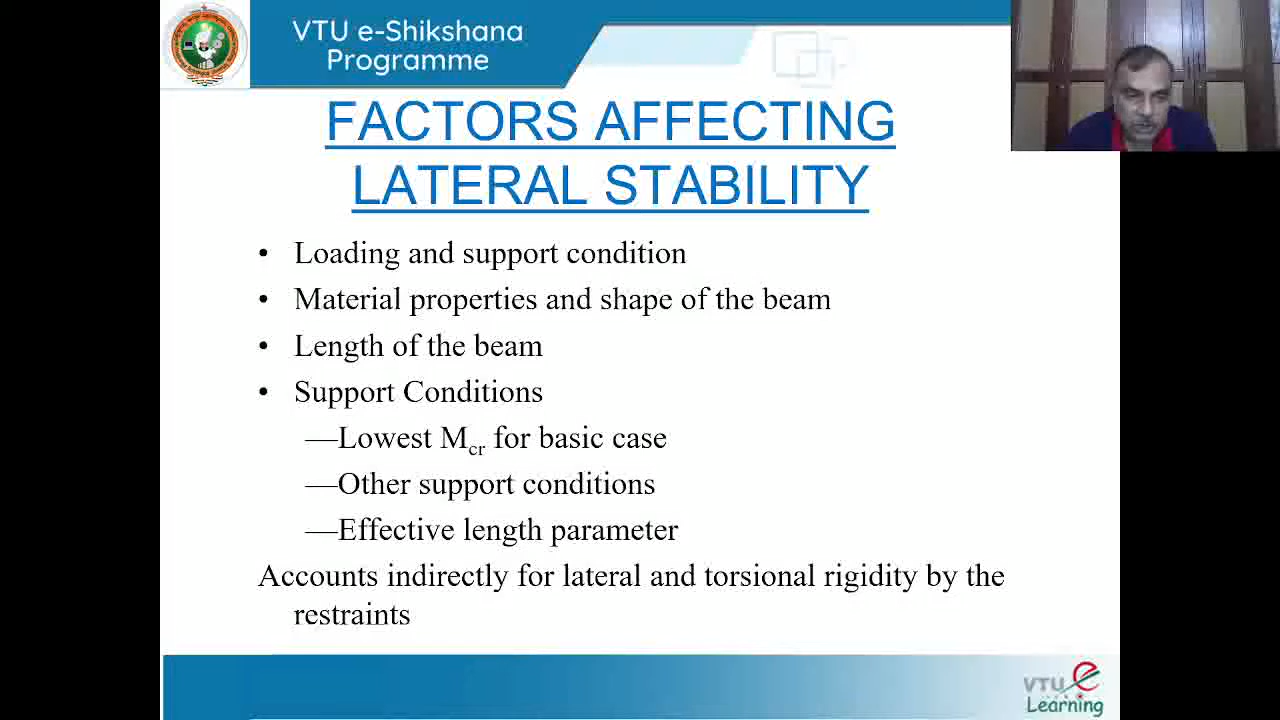 VTU e-Shikshana
Programme
FACTORS AFFECTING
LATERAL STABILITY
• Loading and support condition
• Material properties and shape of the beam
• Length of the beam
• Support Conditions
—Lowest Mcr for basic case
—Other support conditions
—Effective length parameter
Accounts indirectly for lateral and torsional rigidity by the
restraints
VTU e
Learning